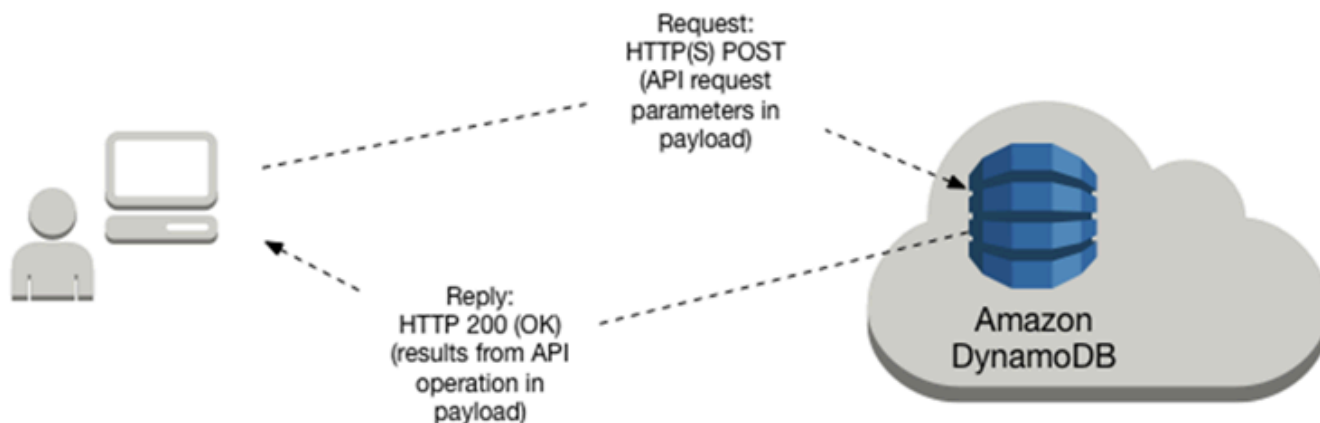 Request:
HTTP(S) POST
(API request
parameters in
payload)
Reply:
HTTP 200 (OK)
(results from API
operation in
payload)
Amazon
DynamoDB